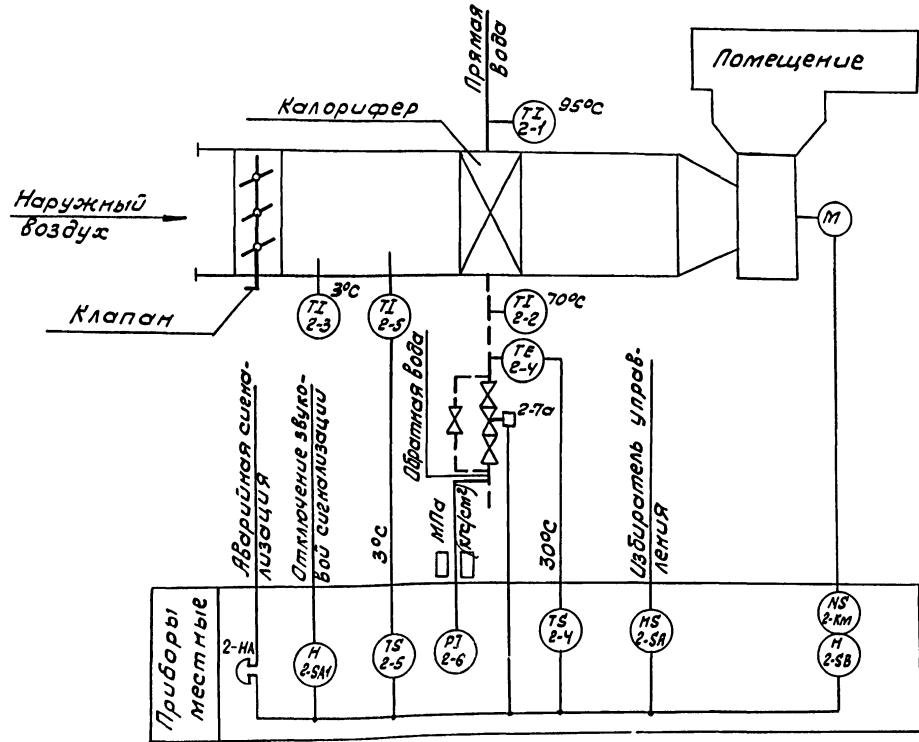 Прямая
вода
Помещение
Калорифер
TI
2-1
95°C
Наружный
воздух
M
Клапан
TI
2-3
3°C
TI
2-5
TI
2-2
70°C
TE
2-4
2-7а
Обратная вода
Аварийная сигна-
лизация
Отключение звуко-
вой сигнализации
3°C
МПа
(кгс/см²)
30°C
Избиратель управ-
ления
Приборы
местные
2-HA
H
2-SA1
TS
2-5
PI
2-6
TS
2-4
HS
2-SA
NS
2-KM
H
2-SB